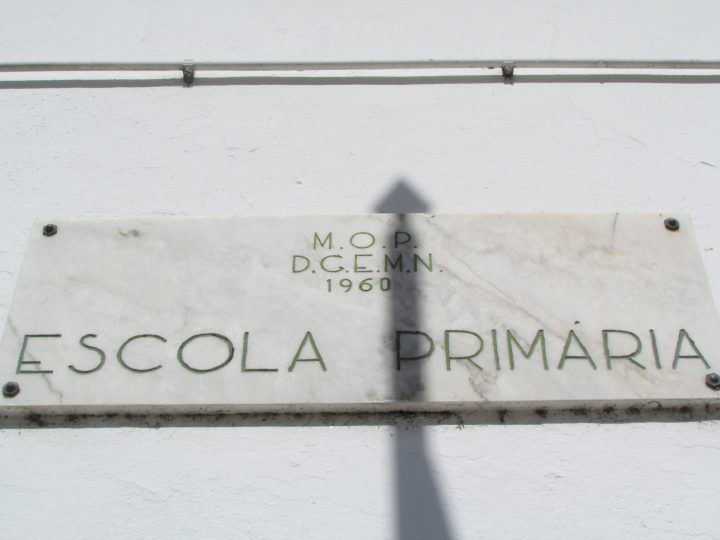 M.O.P.
D.G.E.M.N.
1960
ESCOLA PRIMÁRIA